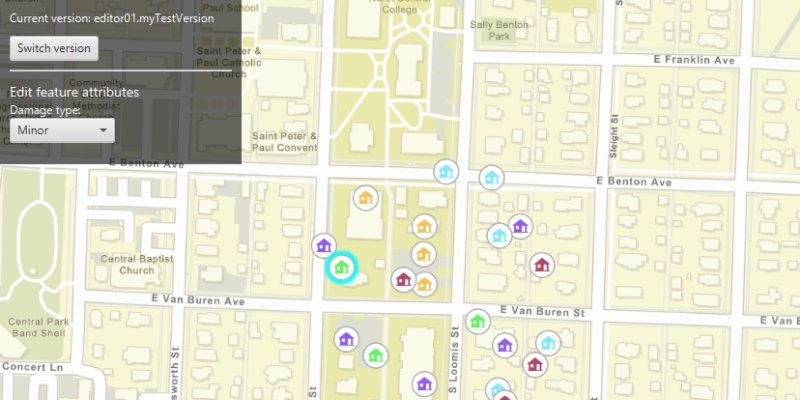 Current version: editor01.myTestVersion
Switch version
Edit feature attributes
Damage type:
Minor
Paul School
Saint Peter &
Paul Catholic
Church
Community
Methodist
Saint Peter &
Paul Convent
College
Sally Benton
Park
E Franklin Ave
Sleight St
E Benton Ave
E Benton Ave
Central Baptist
Church
E Van Buren Ave
E Van Buren St
E Van B
Central Park
Band Shell
Concert Ln
sworth St
St
S Loomis St